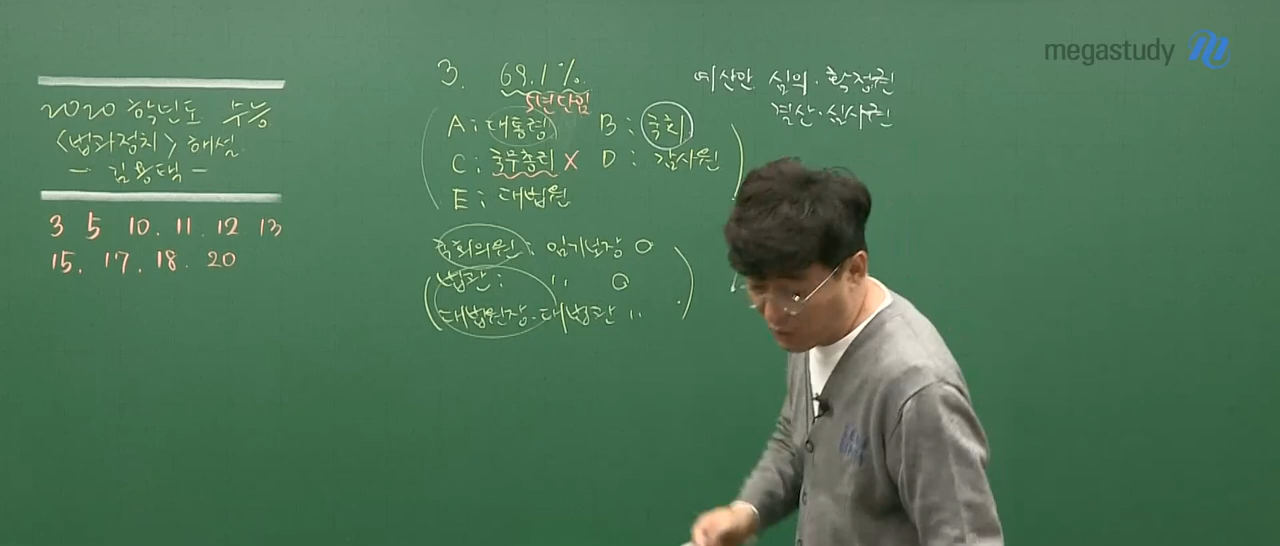 megastudy
2020 학년도 수능
<법과정치> 해설
- 김용택 -
3 5 10. 11. 12 13
15. 17. 18. 20
3. 69.1%
5년단임
A: 대통령 B: 국회
C: 국무총리 X D: 감사원
E: 대법원
국회의원: 임기보장 O
법관: 〃 O
대법원장·대법관 〃
예산안 심의·확정권
결산·심사권